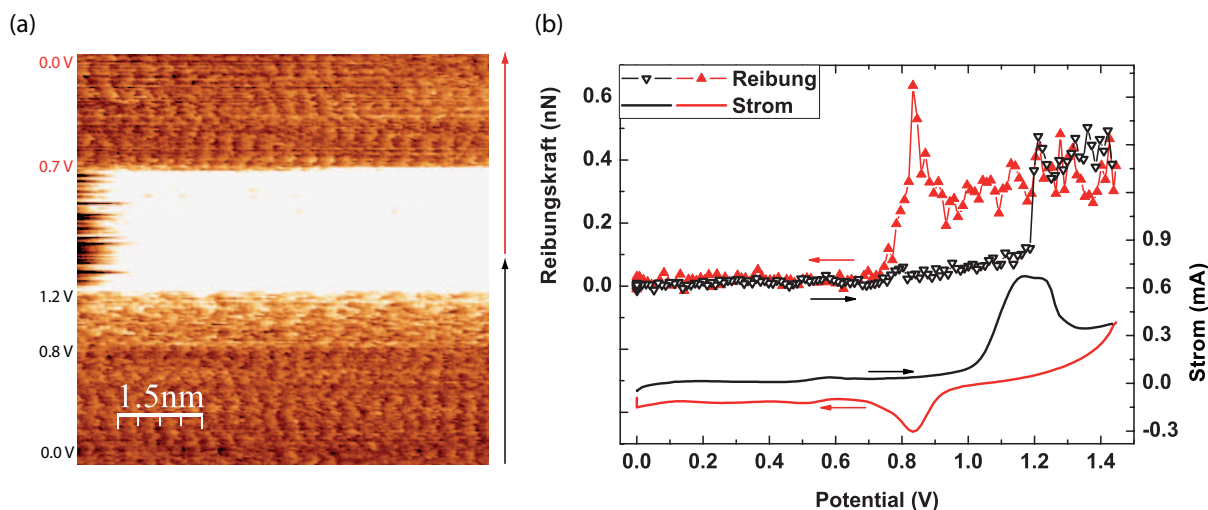 (a)
0.0 V
0.7 V
1.2 V
0.8 V
1.5nm
0.0 V
(b)
Reibung
Strom
Reibungskraft (nN)
0.6
0.4
0.2
0.0
Strom (mA)
0.9
0.6
0.3
0.0
-0.3
0.0 0.2 0.4 0.6 0.8 1.0 1.2 1.4
Potential (V)